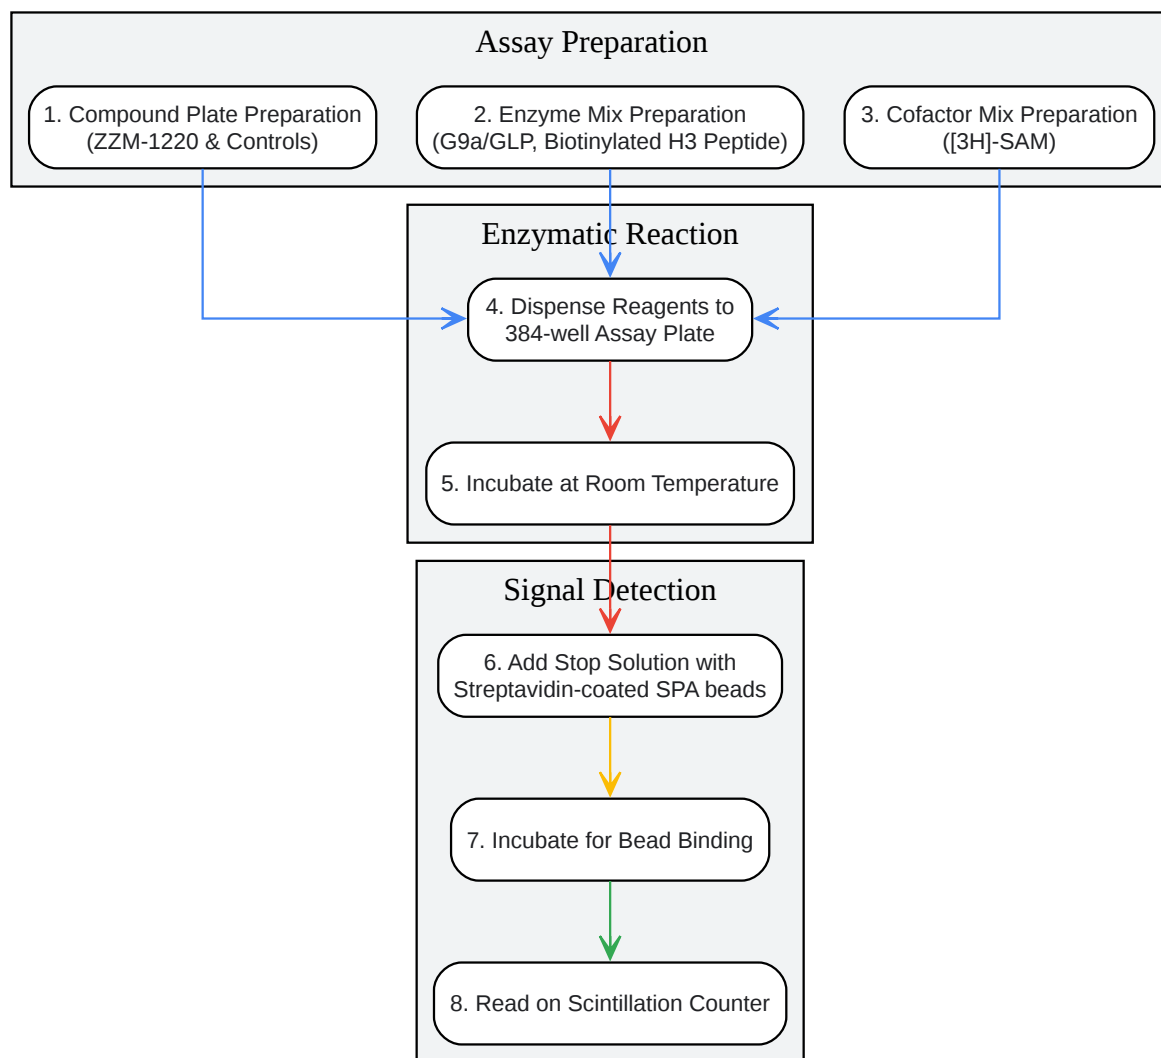 Assay Preparation
1. Compound Plate Preparation
(ZZM-1220 & Controls)
2. Enzyme Mix Preparation
(G9a/GLP, Biotinylated H3 Peptide)
3. Cofactor Mix Preparation
([3H]-SAM)
Enzymatic Reaction
4. Dispense Reagents to
384-well Assay Plate
5. Incubate at Room Temperature
Signal Detection
6. Add Stop Solution with
Streptavidin-coated SPA beads
7. Incubate for Bead Binding
8. Read on Scintillation Counter